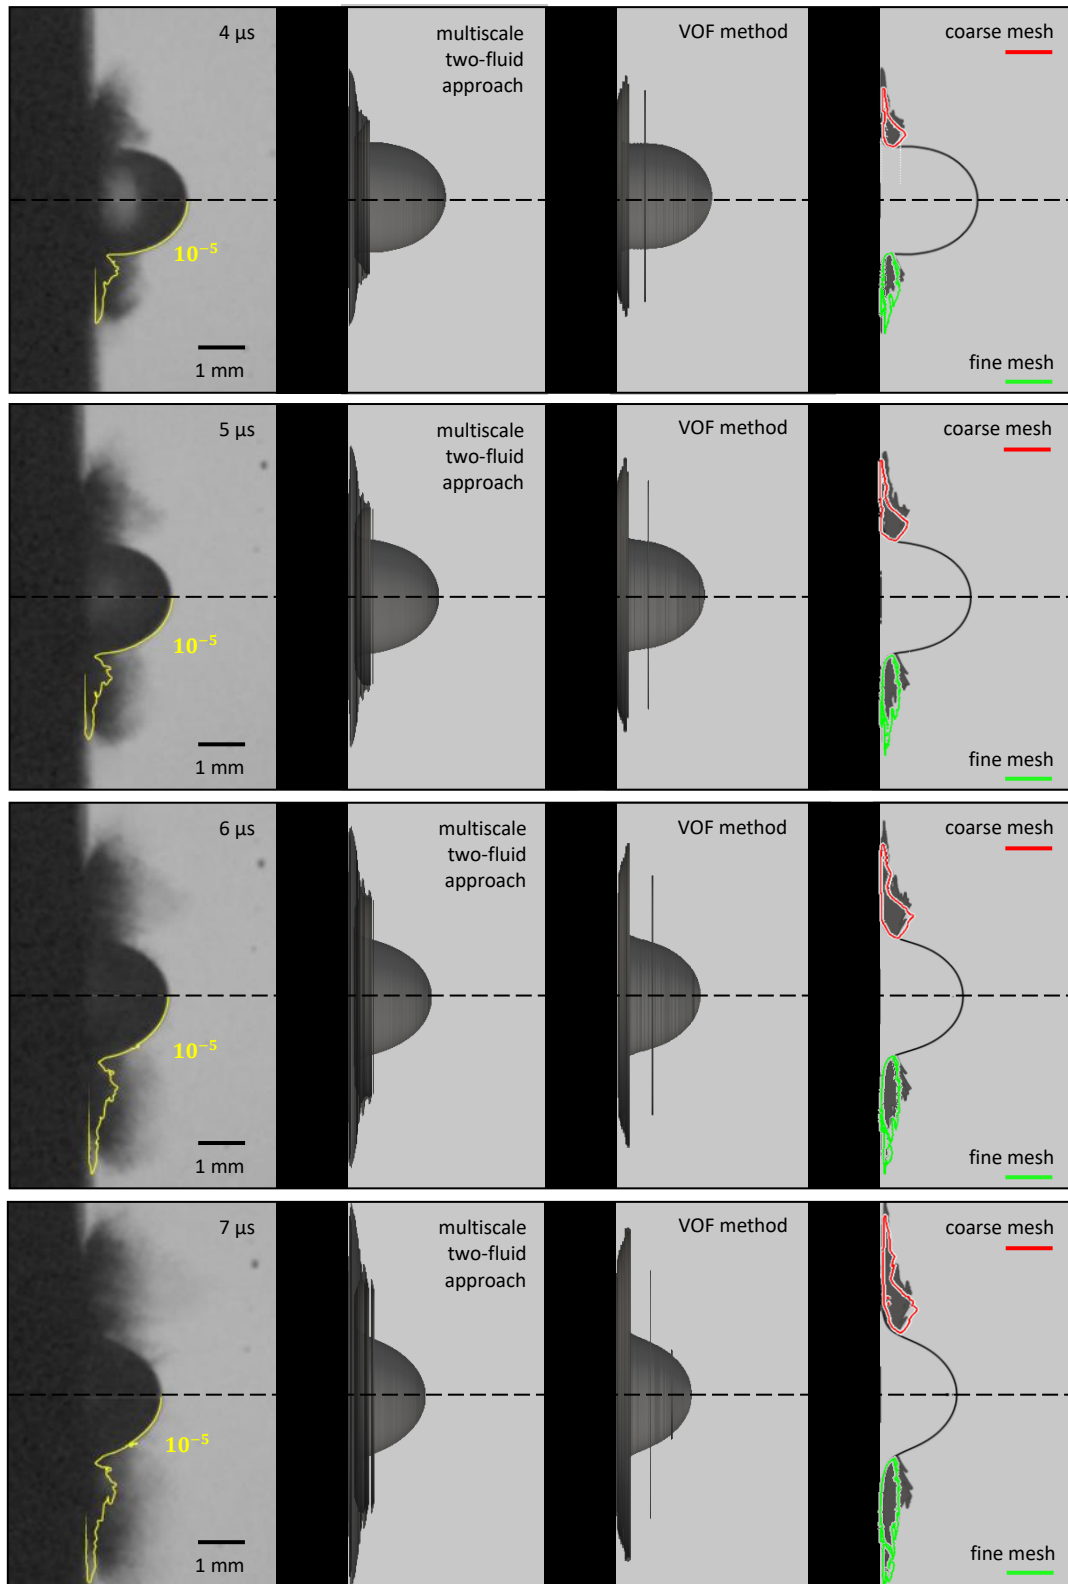 4 µs
multiscale
two-fluid
approach
VOF method
coarse mesh
10⁻⁵
1 mm
fine mesh
5 µs
multiscale
two-fluid
approach
VOF method
coarse mesh
10⁻⁵
1 mm
fine mesh
6 µs
multiscale
two-fluid
approach
VOF method
coarse mesh
10⁻⁵
1 mm
fine mesh
7 µs
multiscale
two-fluid
approach
VOF method
coarse mesh
10⁻⁵
1 mm
fine mesh